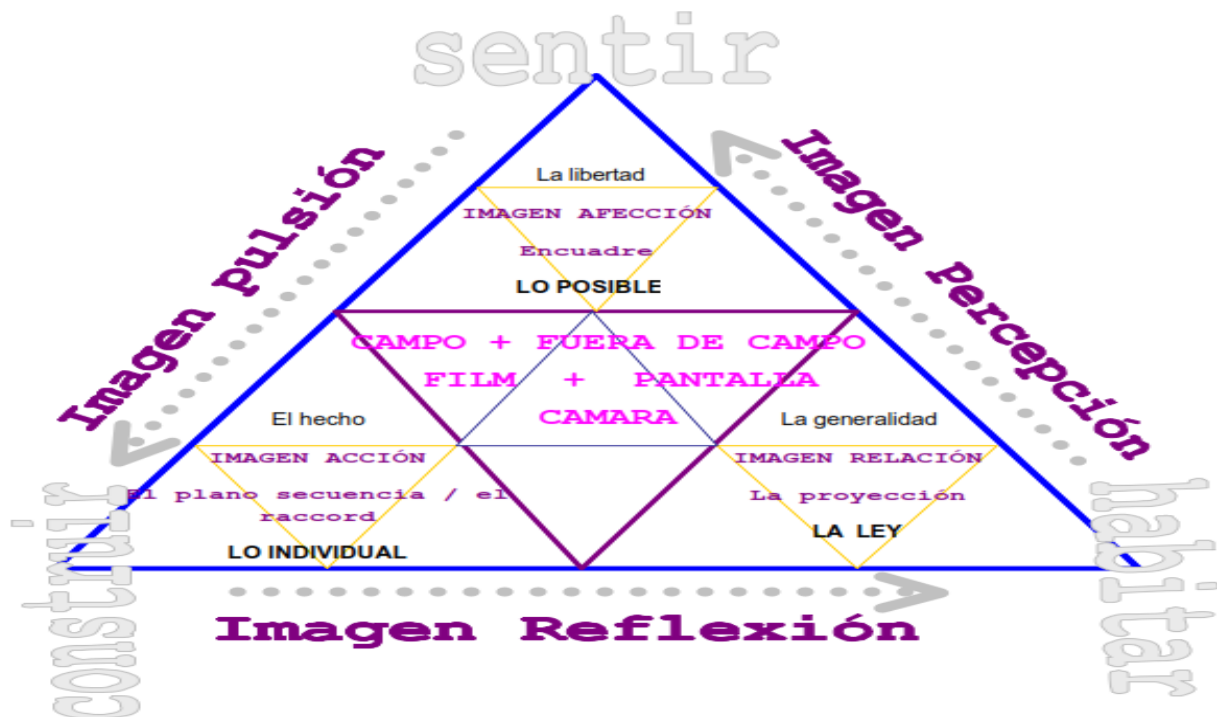 sentir
Imagen pulsión
Imagen Percepción
La libertad
IMAGEN AFECCIÓN
Encuadre
LO POSIBLE
CAMPO + FUERA DE CAMPO
FILM + PANTALLA
CAMARA
El hecho
La generalidad
IMAGEN ACCIÓN
IMAGEN RELACIÓN
El plano secuencia / el
raccord
La proyección
LO INDIVIDUAL
LA LEY
construir
habitar
Imagen Reflexión